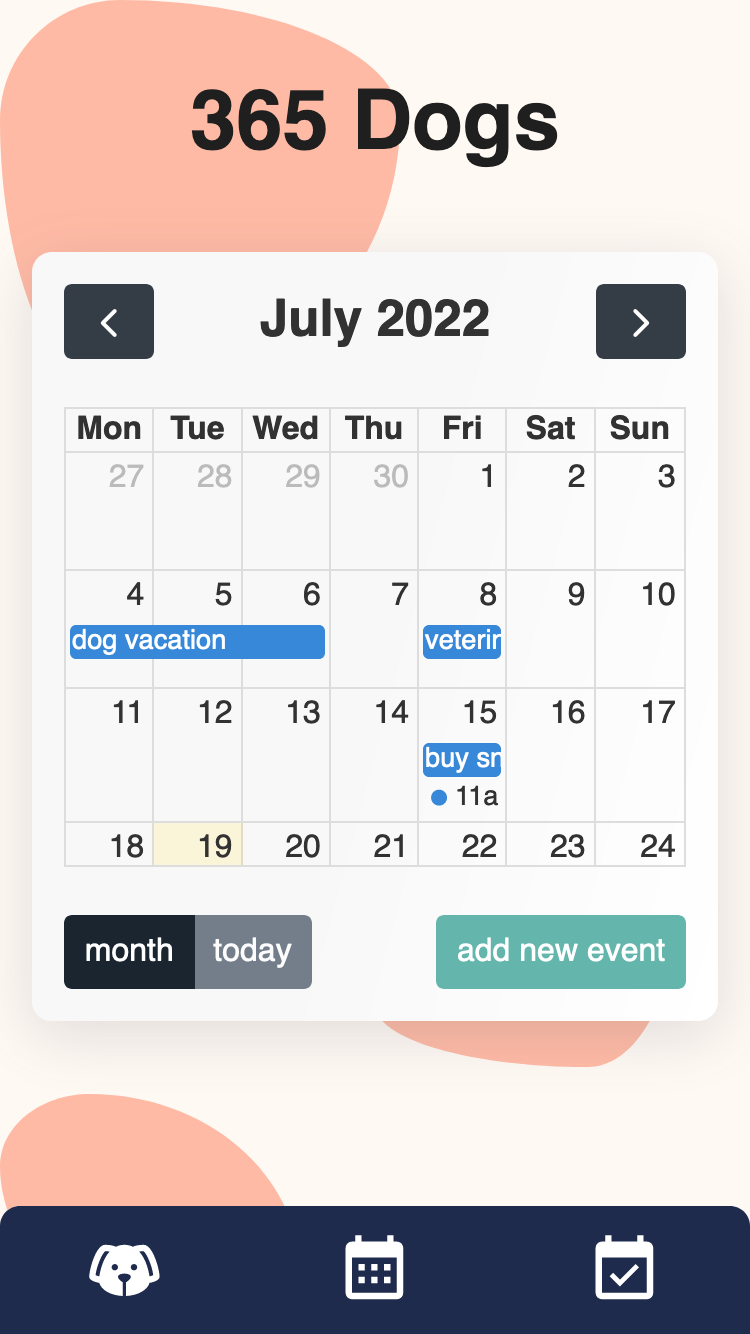 365 Dogs
July 2022
Mon Tue Wed Thu Fri Sat Sun
27 28 29 30 1 2 3
4 5 6 7 8 9 10
dog vacation veterin
11 12 13 14 15 16 17
buy sn
11a
18 19 20 21 22 23 24
month today add new event